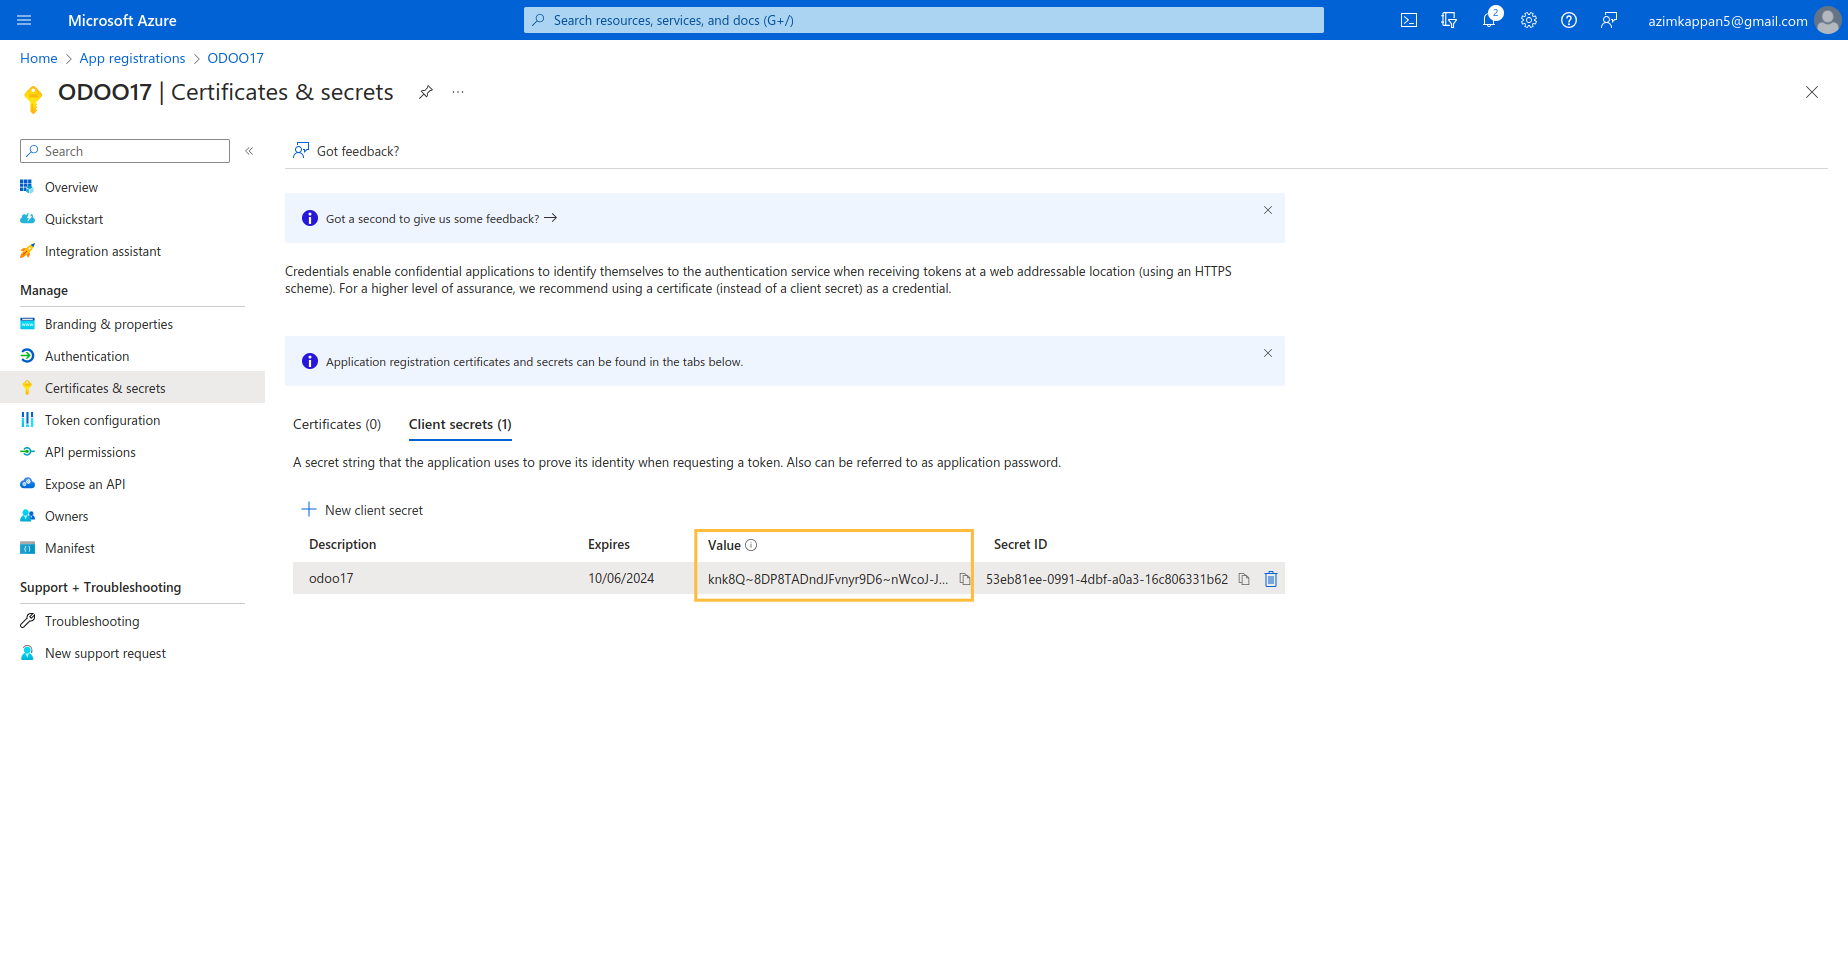 Microsoft Azure
Search resources, services, and docs (G+/)
2
azimkappan5@gmail.com
Home > App registrations > ODOO17
ODOO17 | Certificates & secrets
Search
Got feedback?
Overview
Quickstart
Integration assistant
Manage
Branding & properties
Authentication
Certificates & secrets
Token configuration
API permissions
Expose an API
Owners
Manifest
Support + Troubleshooting
Troubleshooting
New support request
Got a second to give us some feedback?
Credentials enable confidential applications to identify themselves to the authentication service when receiving tokens at a web addressable location (using an HTTPS
scheme). For a higher level of assurance, we recommend using a certificate (instead of a client secret) as a credential.
Application registration certificates and secrets can be found in the tabs below.
Certificates (0) Client secrets (1)
A secret string that the application uses to prove its identity when requesting a token. Also can be referred to as application password.
New client secret
Description Expires Value Secret ID
odoo17 10/06/2024 knk8Q~8DP8TADndJFvnyr9D6~nWcoJ-J... 53eb81ee-0991-4dbf-a0a3-16c806331b62